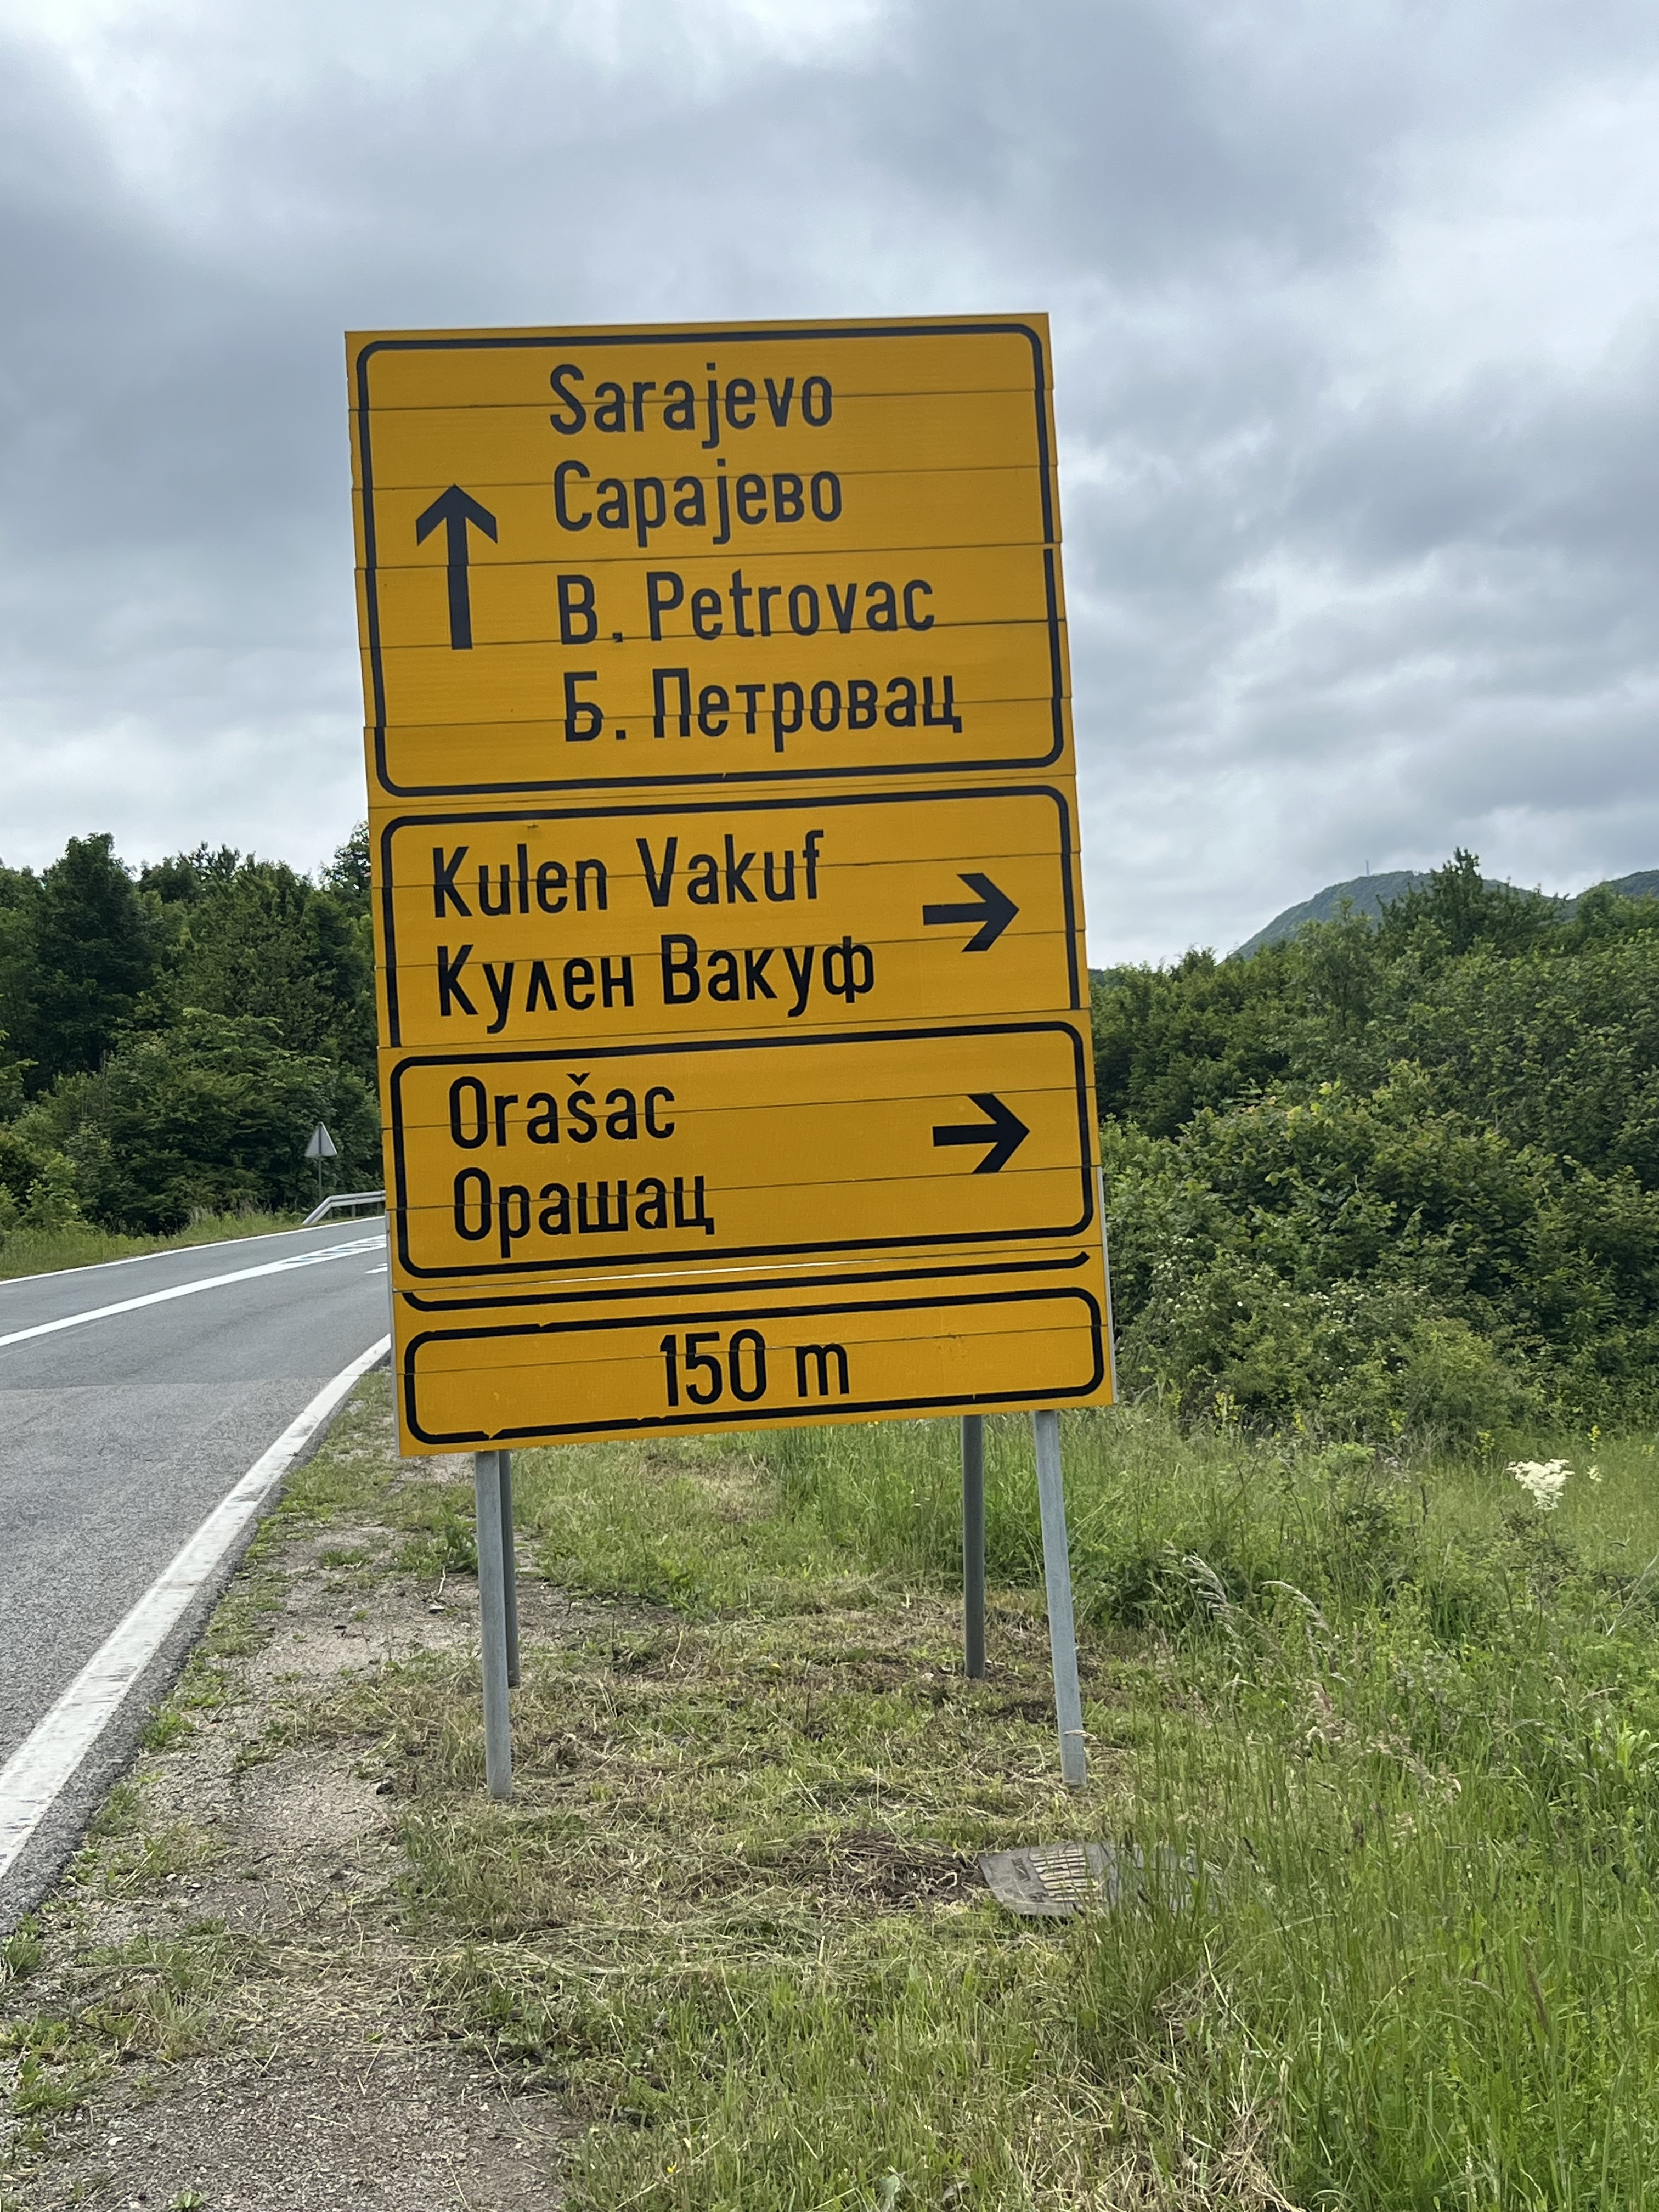 Sarajevo
Сарајево
B. Petrovac
Б. Петровац
Kulen Vakuf
Кулен Вакуф
Orašac
Орашац
150 m